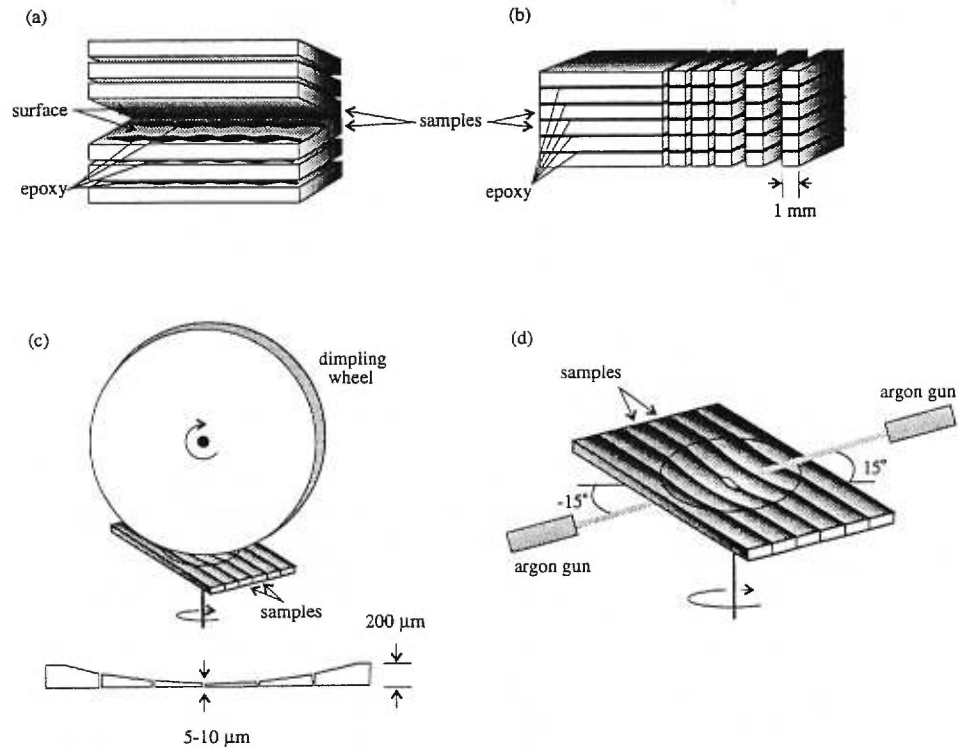 (a)
surface
epoxy
samples
(b)
epoxy
1 mm
(c)
dimpling
wheel
samples
200 µm
5-10 µm
(d)
samples
argon gun
15°
-15°
argon gun